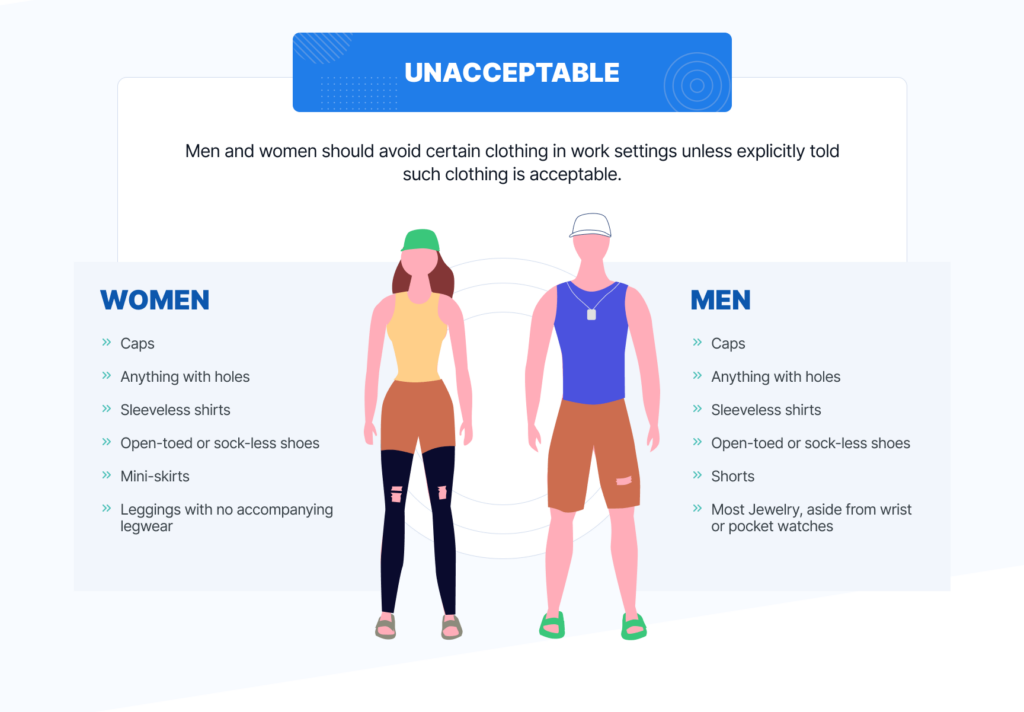 UNACCEPTABLE
Men and women should avoid certain clothing in work settings unless explicitly told
such clothing is acceptable.
WOMEN
Caps
Anything with holes
Sleeveless shirts
Open-toed or sock-less shoes
Mini-skirts
Leggings with no accompanying
legwear
MEN
Caps
Anything with holes
Sleeveless shirts
Open-toed or sock-less shoes
Shorts
Most Jewelry, aside from wrist
or pocket watches